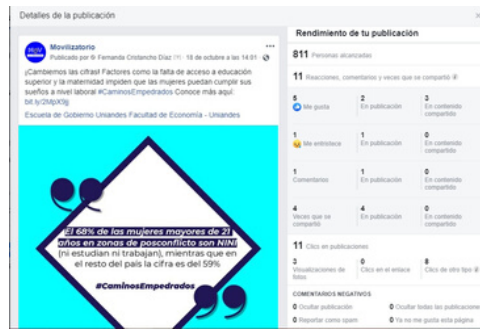 Detalles de la publicación
Movilizatorio
Publicado por Fernanda Cristancho Díaz [?] · 18 de octubre a las 14:01
¡Cambiemos las cifras! Factores como la falta de acceso a educación
superior y la maternidad impiden que las mujeres puedan cumplir sus
sueños a nivel laboral #CaminosEmpedrados Conoce más aquí:
Escuela de Gobierno Uniandes Facultad de Economía - Uniandes
El 68% de las mujeres mayores de 21
años en zonas de posconflicto son NINI
(ni estudian ni trabajan), mientras que en
el resto del país la cifra es del 59%
#CaminosEmpedrados
Rendimiento de tu publicación
811 Personas alcanzadas
11 Reacciones, comentarios y veces que se compartió
5 Me gusta
2 En publicación
3 En contenido compartido
1 Me entristece
1 En publicación
0 En contenido compartido
1 Comentarios
1 En publicación
0 En contenido compartido
4 Veces que se compartió
4 En publicación
0 En contenido compartido
11 Clics en publicaciones
3 Visualizaciones de fotos
0 Clics en el enlace
8 Clics de otro tipo
COMENTARIOS NEGATIVOS
0 Ocultar publicación
0 Ocultar todas las publicaciones
0 Reportar como spam
0 Ya no me gusta esta página